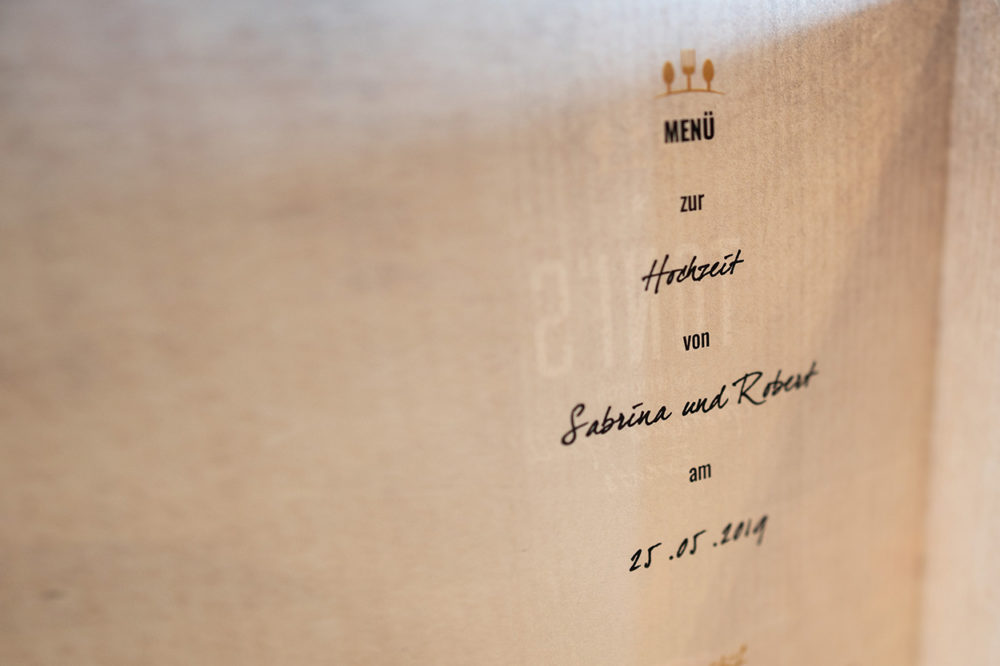 MENÜ
zur
Hochzeit
von
Sabrina und Robert
am
25.05.2019